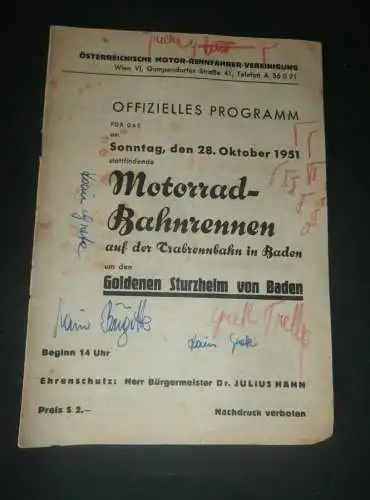 ÖSTERREICHISCHE MOTOR-RENNFAHRER-VEREINIGUNG
Wien VI, Gumpendorfer Straße 41, Telefon A 36 0 91
OFFIZIELLES PROGRAMM
FÜR DAS
am
Sonntag, den 28. Oktober 1951
stattfindende
Motorrad-
Bahnrennen
auf der Trabrennbahn in Baden
um den
Goldenen Sturzhelm von Baden
Beginn 14 Uhr
Ehrenschutz: Herr Bürgermeister Dr. JULIUS HAHN
Preis S 2.—
Nachdruck verboten